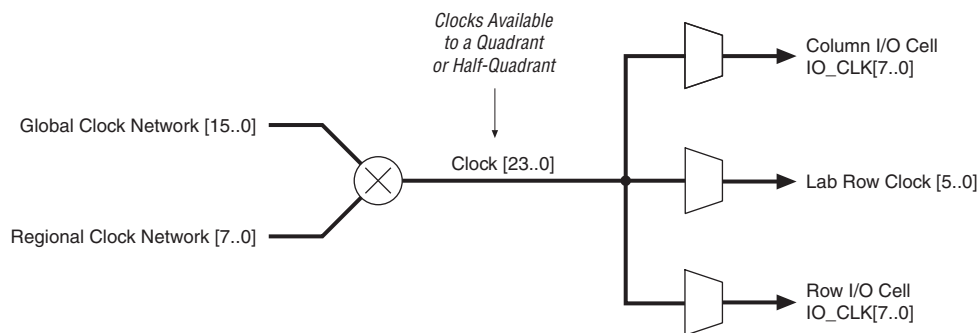 Clocks Available
to a Quadrant
or Half-Quadrant
Column I/O Cell
IO_CLK[7..0]
Global Clock Network [15..0]
Clock [23..0]
Lab Row Clock [5..0]
Regional Clock Network [7..0]
Row I/O Cell
IO_CLK[7..0]